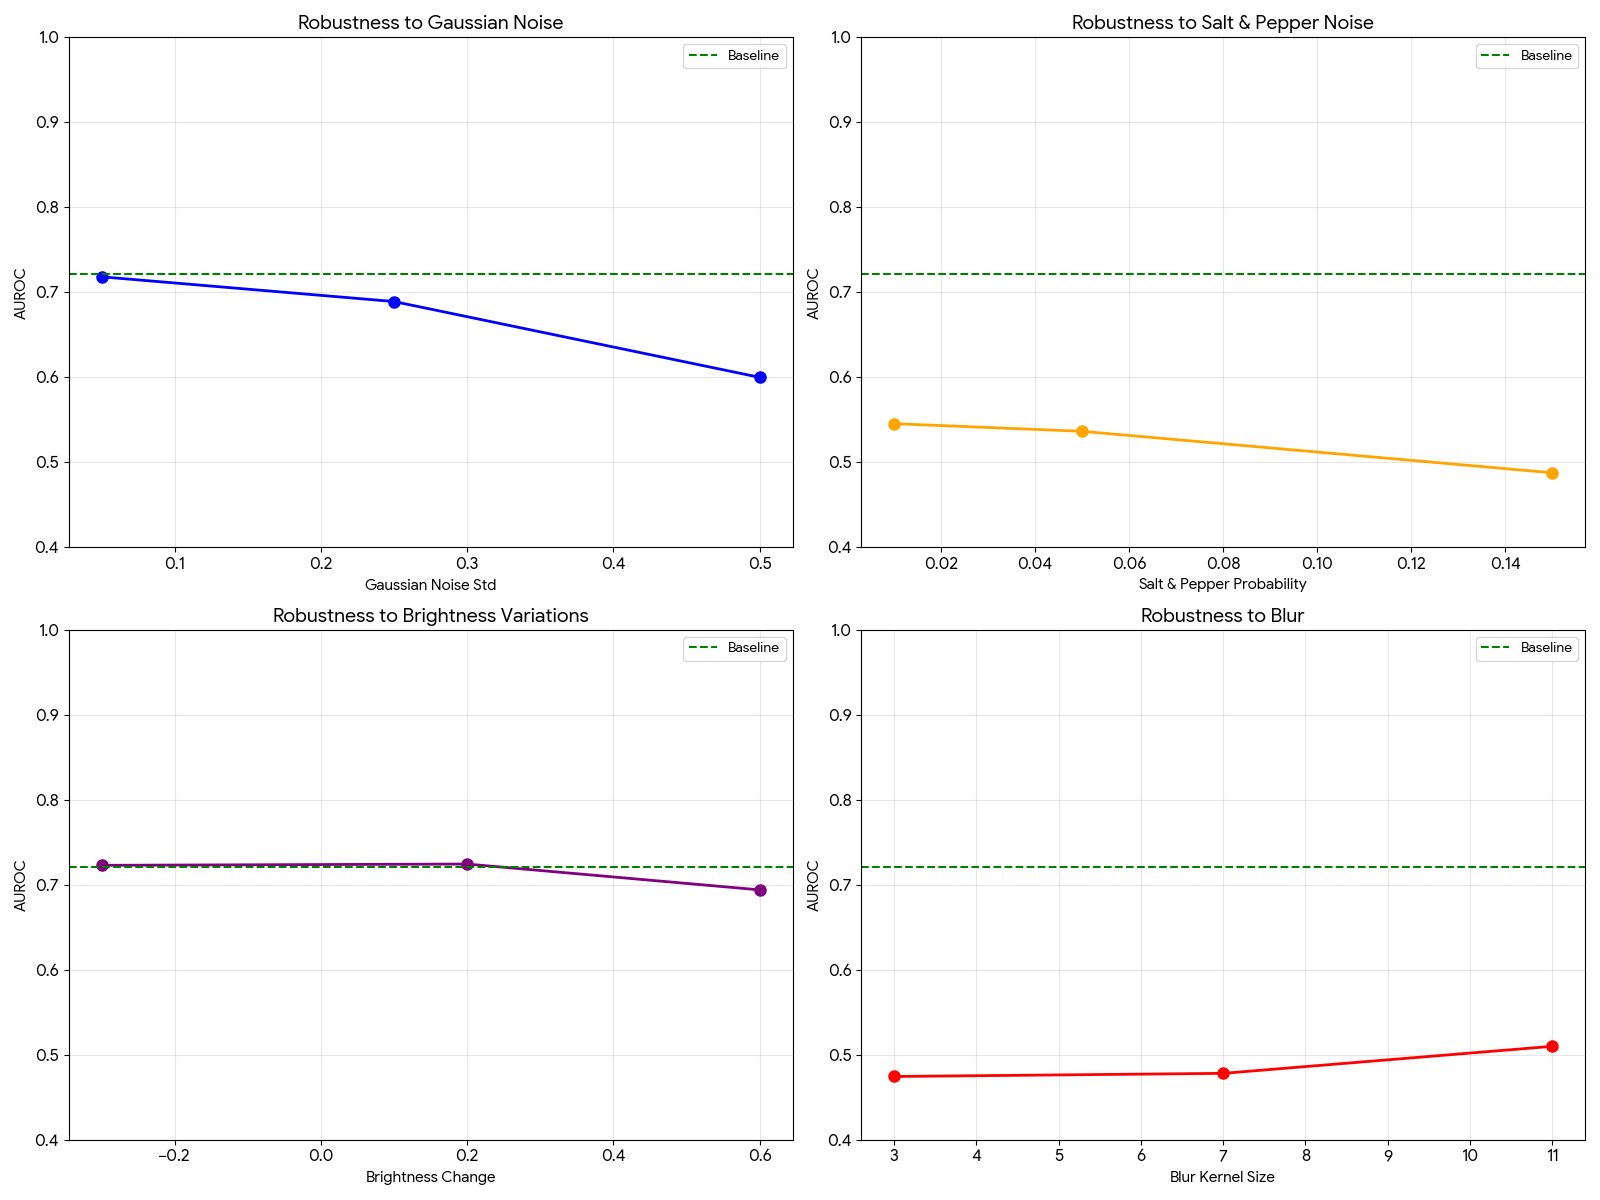 Robustness to Gaussian Noise
1.0
0.9
0.8
0.7
0.6
0.5
0.4
AUROC
Baseline
0.1 0.2 0.3 0.4 0.5
Gaussian Noise Std
Robustness to Salt & Pepper Noise
1.0
0.9
0.8
0.7
0.6
0.5
0.4
AUROC
Baseline
0.02 0.04 0.06 0.08 0.10 0.12 0.14
Salt & Pepper Probability
Robustness to Brightness Variations
1.0
0.9
0.8
0.7
0.6
0.5
0.4
AUROC
Baseline
−0.2 0.0 0.2 0.4 0.6
Brightness Change
Robustness to Blur
1.0
0.9
0.8
0.7
0.6
0.5
0.4
AUROC
Baseline
3 4 5 6 7 8 9 10 11
Blur Kernel Size